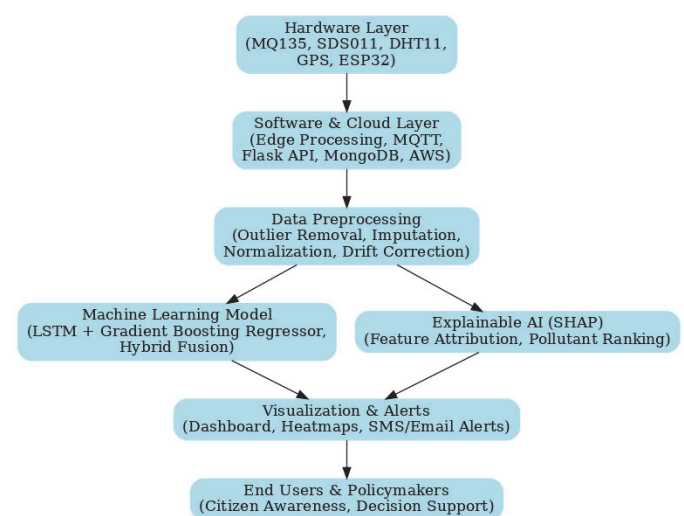 Hardware Layer
(MQ135, SDS011, DHT11,
GPS, ESP32)
Software & Cloud Layer
(Edge Processing, MQTT,
Flask API, MongoDB, AWS)
Data Preprocessing
(Outlier Removal, Imputation,
Normalization, Drift Correction)
Machine Learning Model
(LSTM + Gradient Boosting Regressor,
Hybrid Fusion)
Explainable AI (SHAP)
(Feature Attribution, Pollutant Ranking)
Visualization & Alerts
(Dashboard, Heatmaps, SMS/Email Alerts)
End Users & Policymakers
(Citizen Awareness, Decision Support)